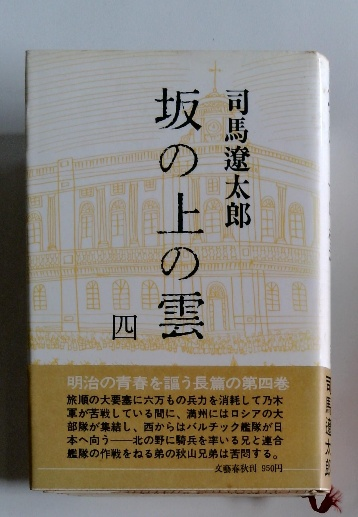 司馬遼太郎
坂の上の雲
四
明治の青春を謳う長篇の第四巻
旅順の大要塞に六万もの兵力を消耗して乃木
軍が苦戦している間に、満州にはロシアの大
部隊が集結し、西からはバルチック艦隊が日
本へ向う——北の野に騎兵を率いる兄と連合
艦隊の作戦をねる弟の秋山兄弟は苦悶する。
文藝春秋刊 950円
司馬遼太郎